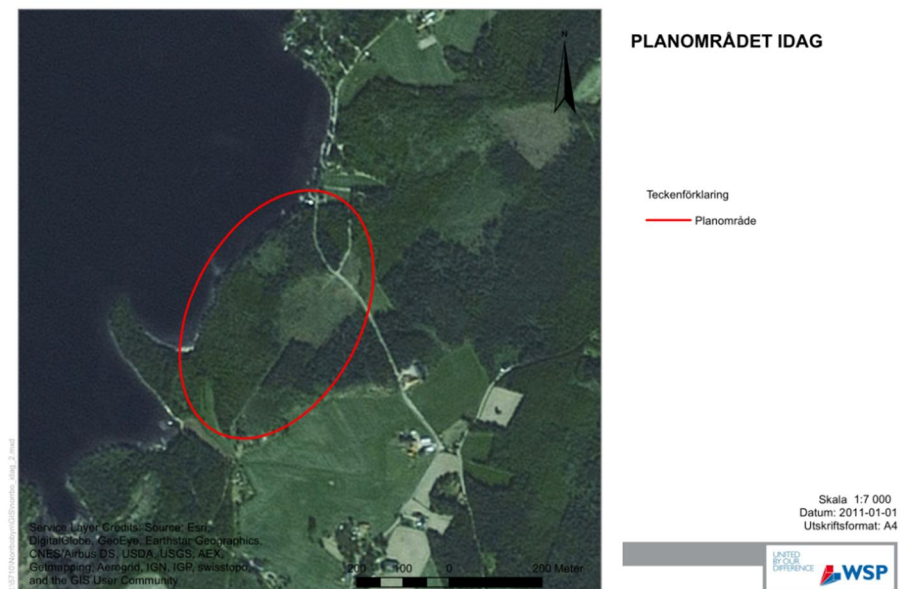 PLANOMRÅDET IDAG
N
Teckenförklaring
Planområde
Service Layer Credits: Source: Esri,
DigitalGlobe, GeoEye, Earthstar Geographics,
CNES/Airbus DS, USDA, USGS, AEX,
Getmapping, Aerogrid, IGN, IGP, swisstopo,
and the GIS User Community
200 100 0 200 Meter
Skala 1:7 000
Datum: 2011-01-01
Utskriftsformat: A4
UNITED
BY OUR
DIFFERENCE
WSP